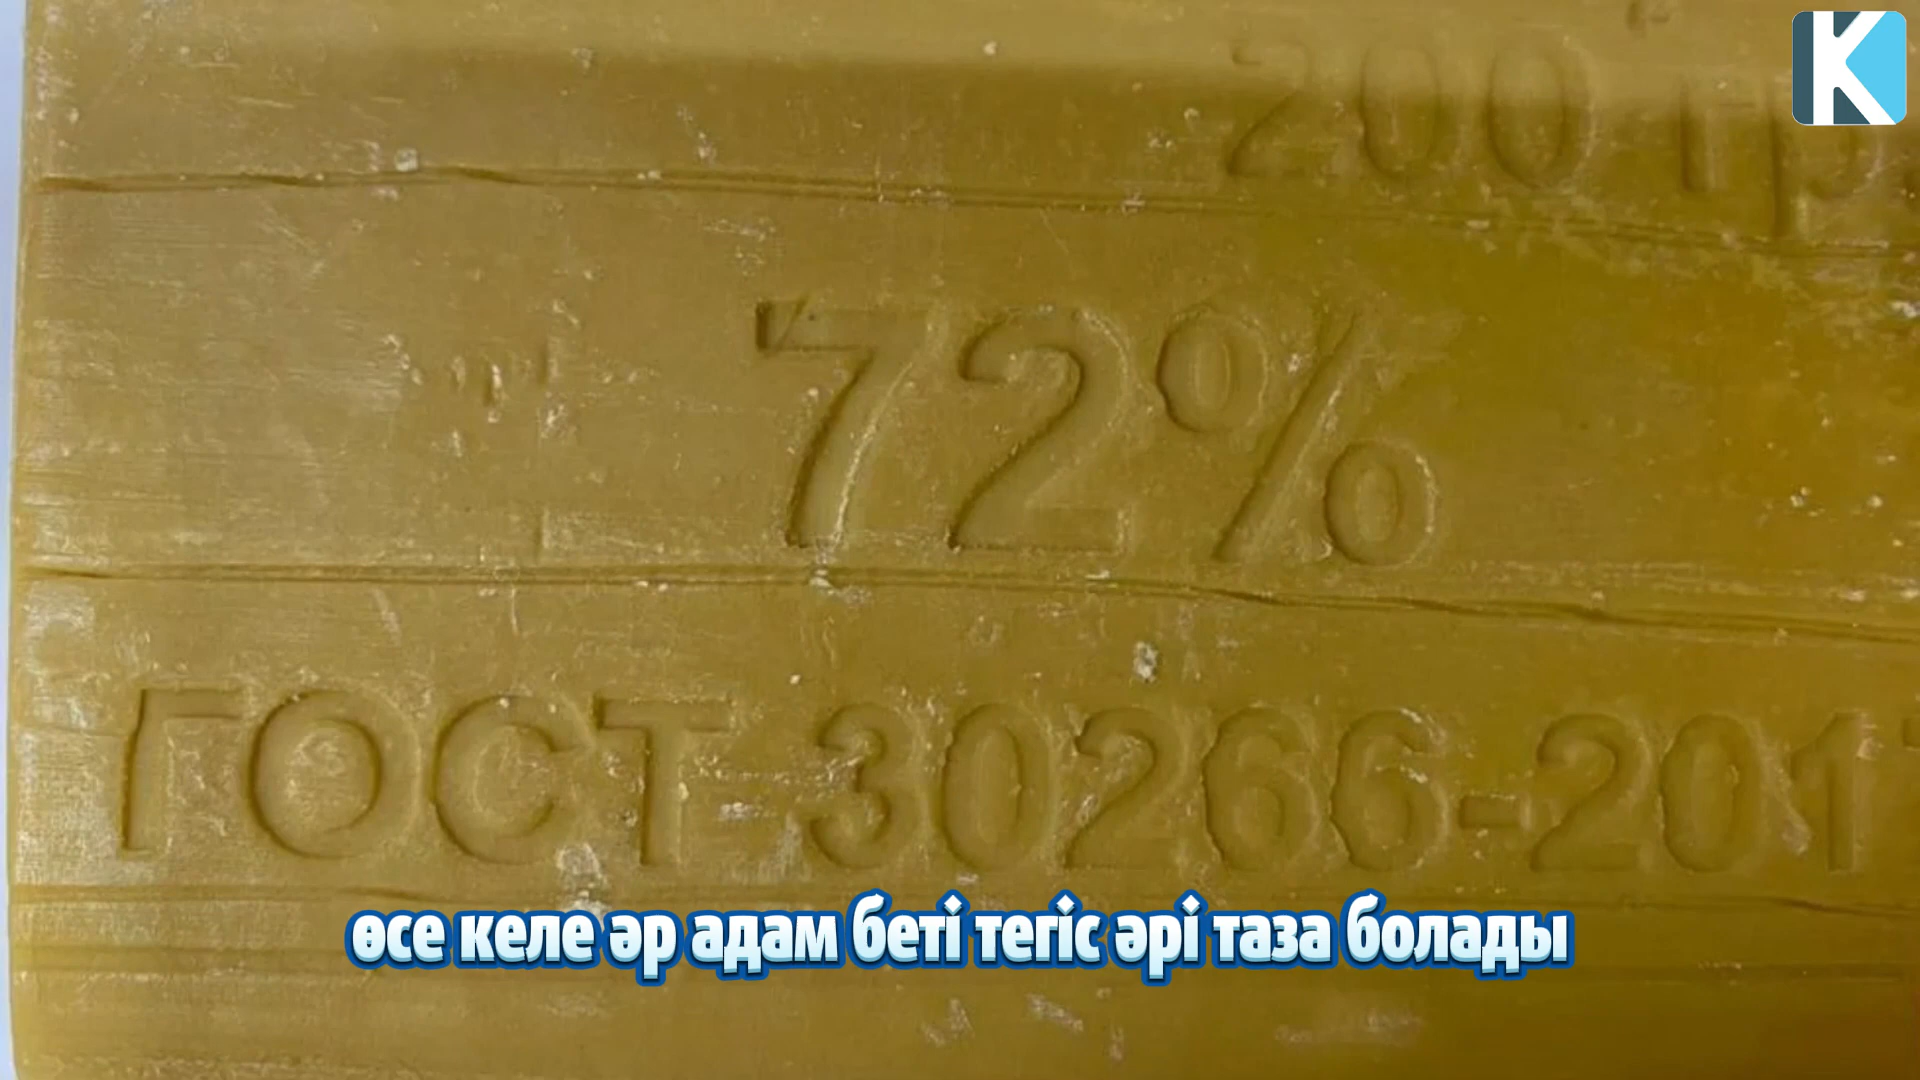 K
200 гр
72%
ГОСТ-30266-201
өсе келе әр адам беті тегіс әрі таза болады